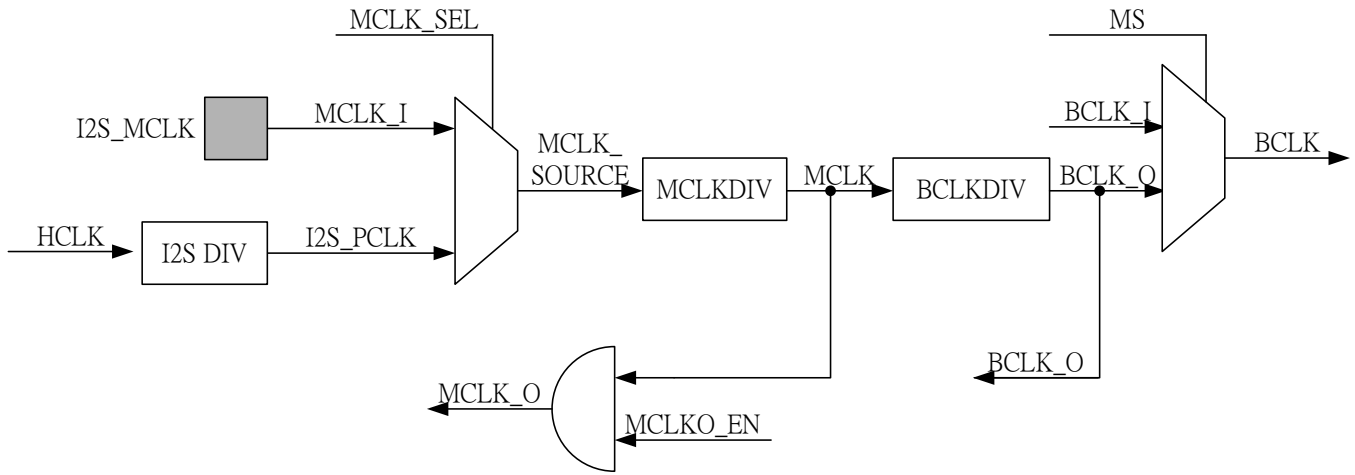 MCLK_SEL
MS
I2S_MCLK
MCLK_I
BCLK_I
MCLK_
SOURCE
MCLKDIV
MCLK
BCLKDIV
BCLK_O
BCLK
HCLK
I2S DIV
I2S_PCLK
MCLK_O
MCLKO_EN
BCLK_O